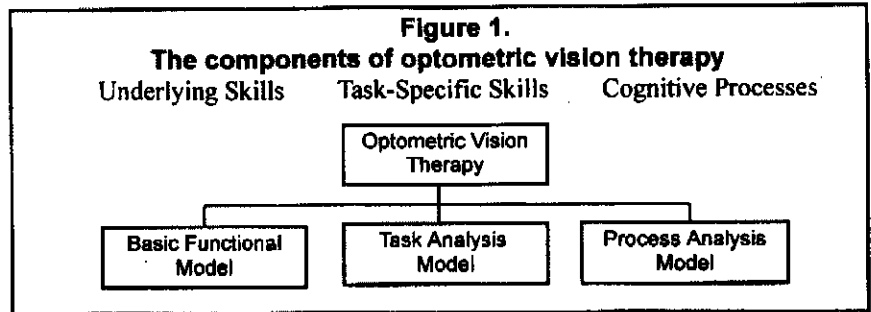 Figure 1.
The components of optometric vision therapy
Underlying Skills Task-Specific Skills Cognitive Processes
Optometric Vision
Therapy
Basic Functional
Model
Task Analysis
Model
Process Analysis
Model